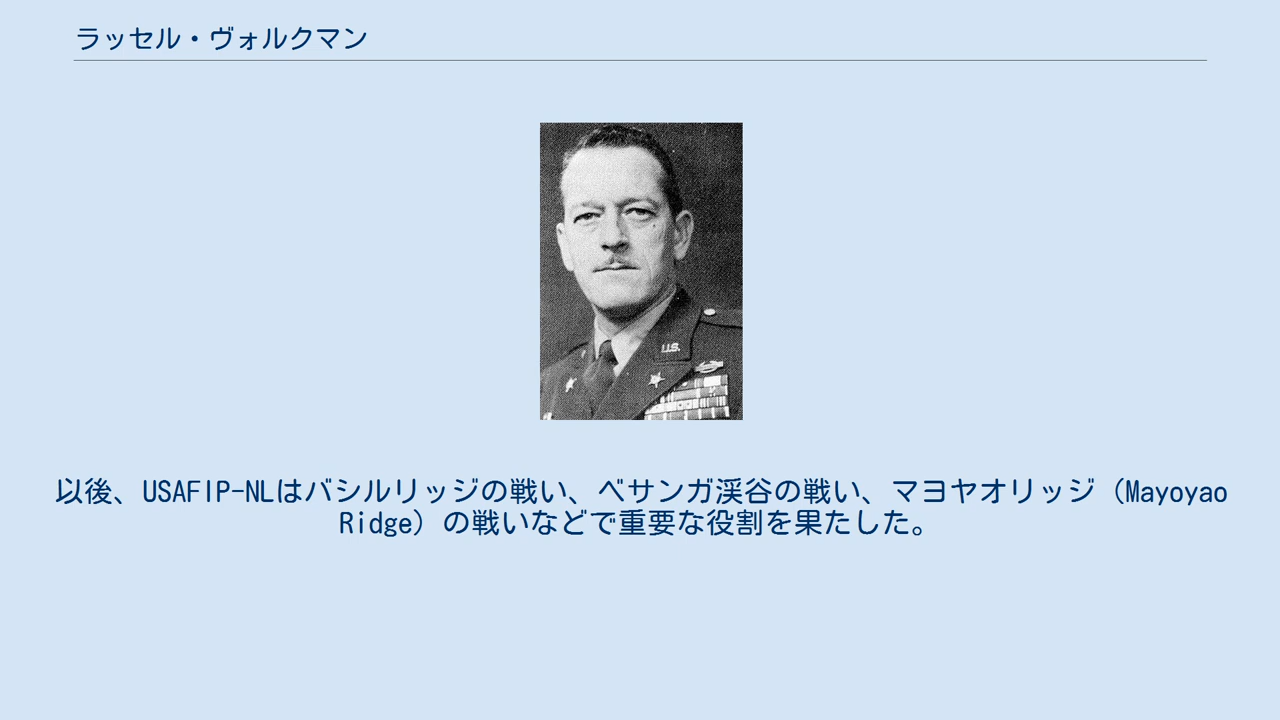 ラッセル・ヴォルクマン
U.S.
以後、USAFIP-NLはバシルリッジの戦い、ベサンガ渓谷の戦い、マヨヤオリッジ（Mayoyao
Ridge）の戦いなどで重要な役割を果たした。